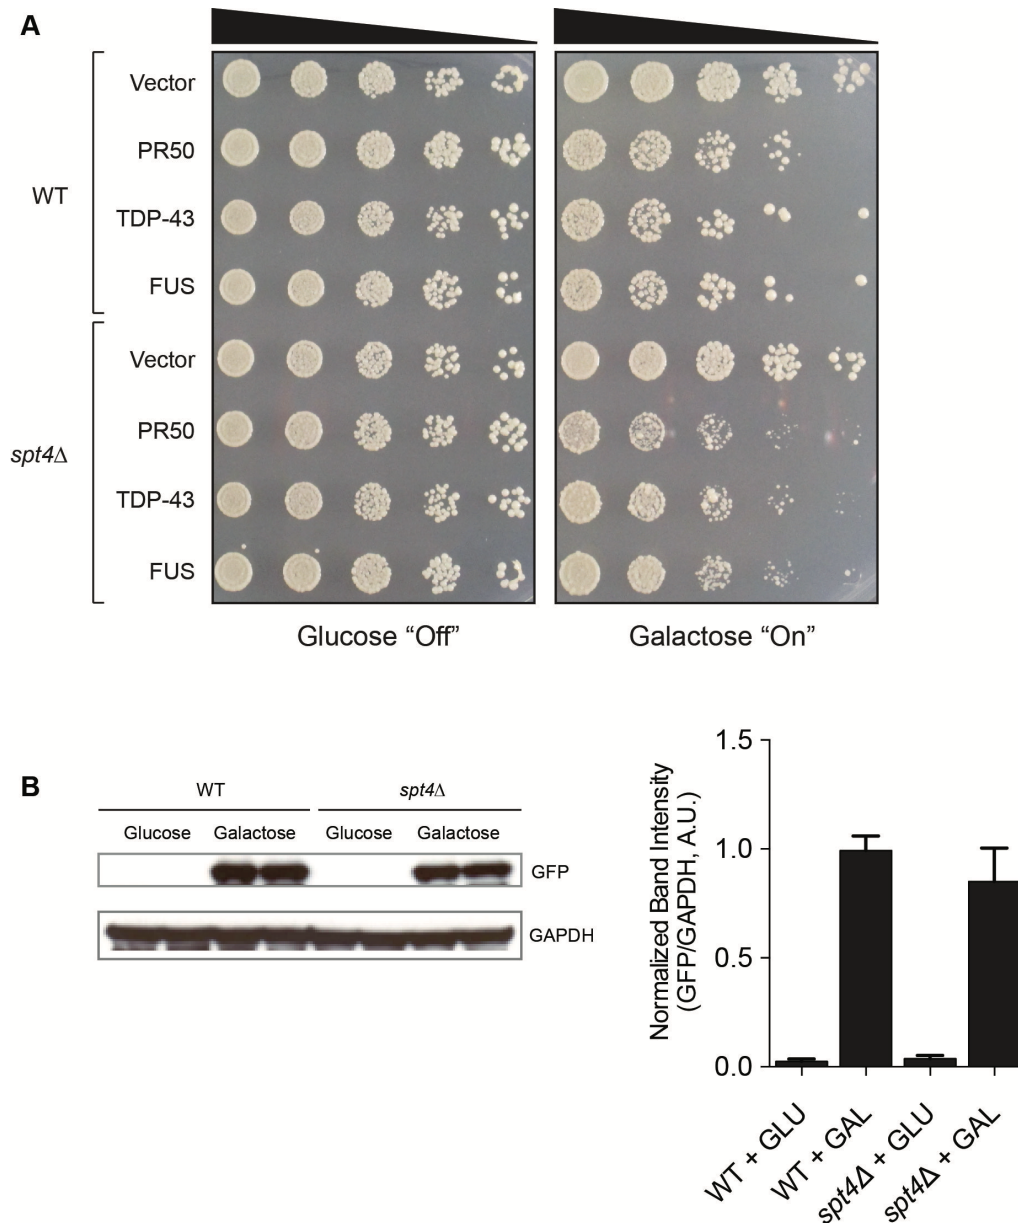 A
WT
Vector
PR50
TDP-43
FUS
spt4Δ
Vector
PR50
TDP-43
FUS
Glucose “Off”
Galactose “On”
B
WT
spt4Δ
Glucose
Galactose
Glucose
Galactose
GFP
GAPDH
Normalized Band Intensity
(GFP/GAPDH, A.U.)
1.5
1.0
0.5
0.0
WT + GLU
WT + GAL
spt4Δ + GLU
spt4Δ + GAL